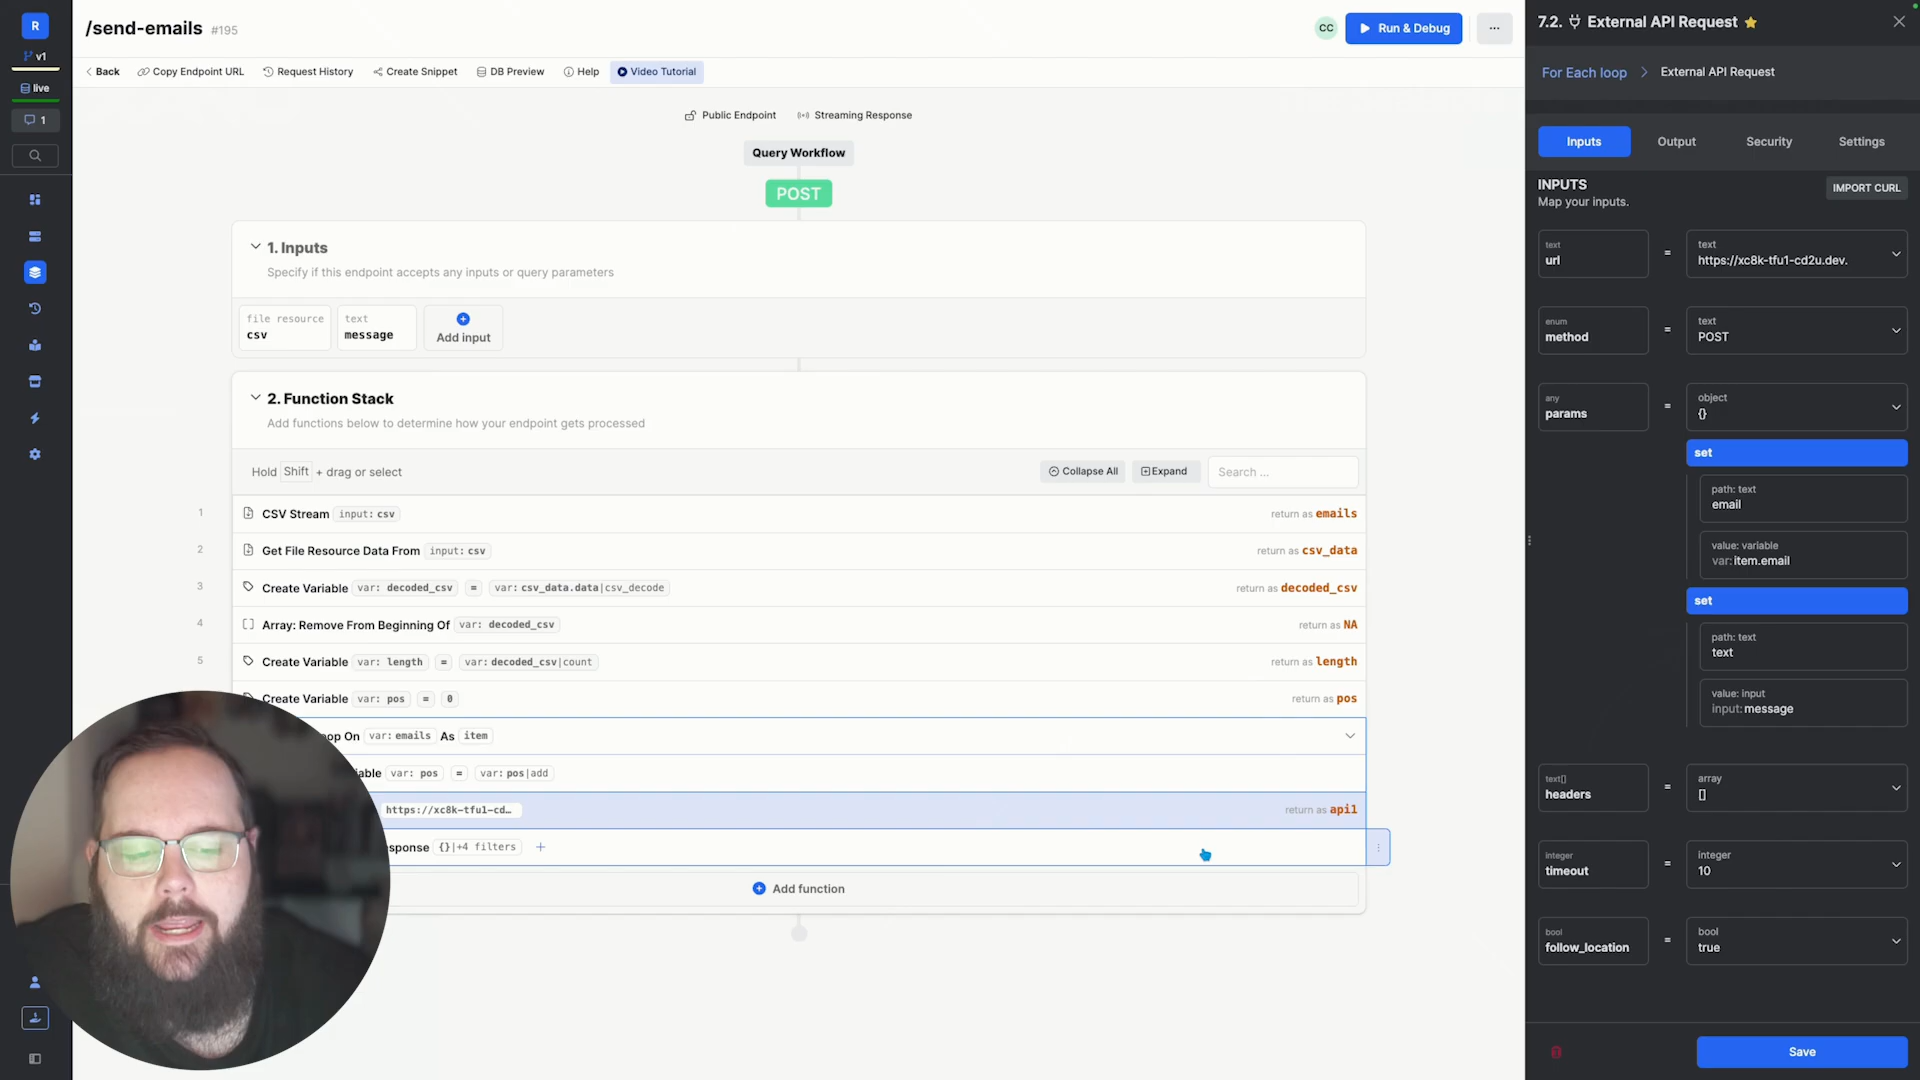 R
/send-emails #195
CC
Run & Debug
...
v1
live
1
Back
Copy Endpoint URL
Request History
Create Snippet
DB Preview
Help
Video Tutorial
Public Endpoint
Streaming Response
Query Workflow
POST
1. Inputs
Specify if this endpoint accepts any inputs or query parameters
file resource
csv
text
message
Add input
2. Function Stack
Add functions below to determine how your endpoint gets processed
Hold Shift + drag or select
Collapse All
Expand
Search ...
1 CSV Stream input: csv return as emails
2 Get File Resource Data From input: csv return as csv_data
3 Create Variable var: decoded_csv = var: csv_data.data|csv_decode return as decoded_csv
4 Array: Remove From Beginning Of var: decoded_csv return as NA
5 Create Variable var: length = var: decoded_csv|count return as length
Create Variable var: pos = 0 return as pos
op On var: emails As item
able var: pos = var: pos|add
https://xc8k-tfu1-cd… return as api1
sponse {}|+4 filters +
Add function
7.2. External API Request
For Each loop > External API Request
Inputs
Output
Security
Settings
INPUTS
Map your inputs.
IMPORT CURL
text
url
=
text
https://xc8k-tfu1-cd2u.dev.
enum
method
=
text
POST
any
params
=
object
{}
set
path: text
email
value: variable
var: item.email
set
path: text
text
value: input
input: message
text[]
headers
=
array
[]
integer
timeout
=
integer
10
bool
follow_location
=
bool
true
Save